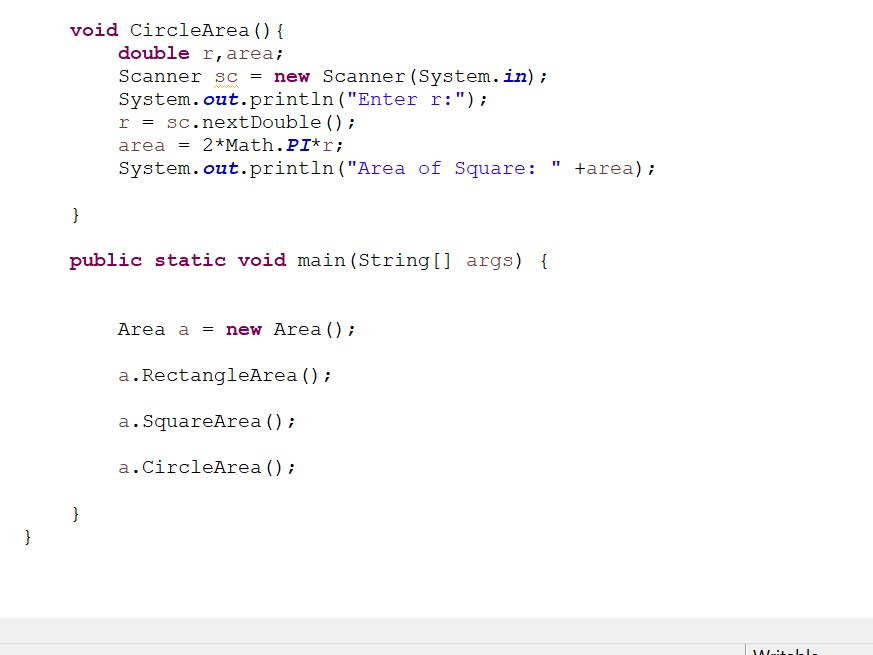 void CircleArea(){
double r,area;
Scanner sc = new Scanner(System.in);
System.out.println("Enter r:");
r = sc.nextDouble();
area = 2*Math.PI*r;
System.out.println("Area of Square: " +area);
}
public static void main(String[] args) {
Area a = new Area();
a.RectangleArea();
a.SquareArea();
a.CircleArea();
}
}